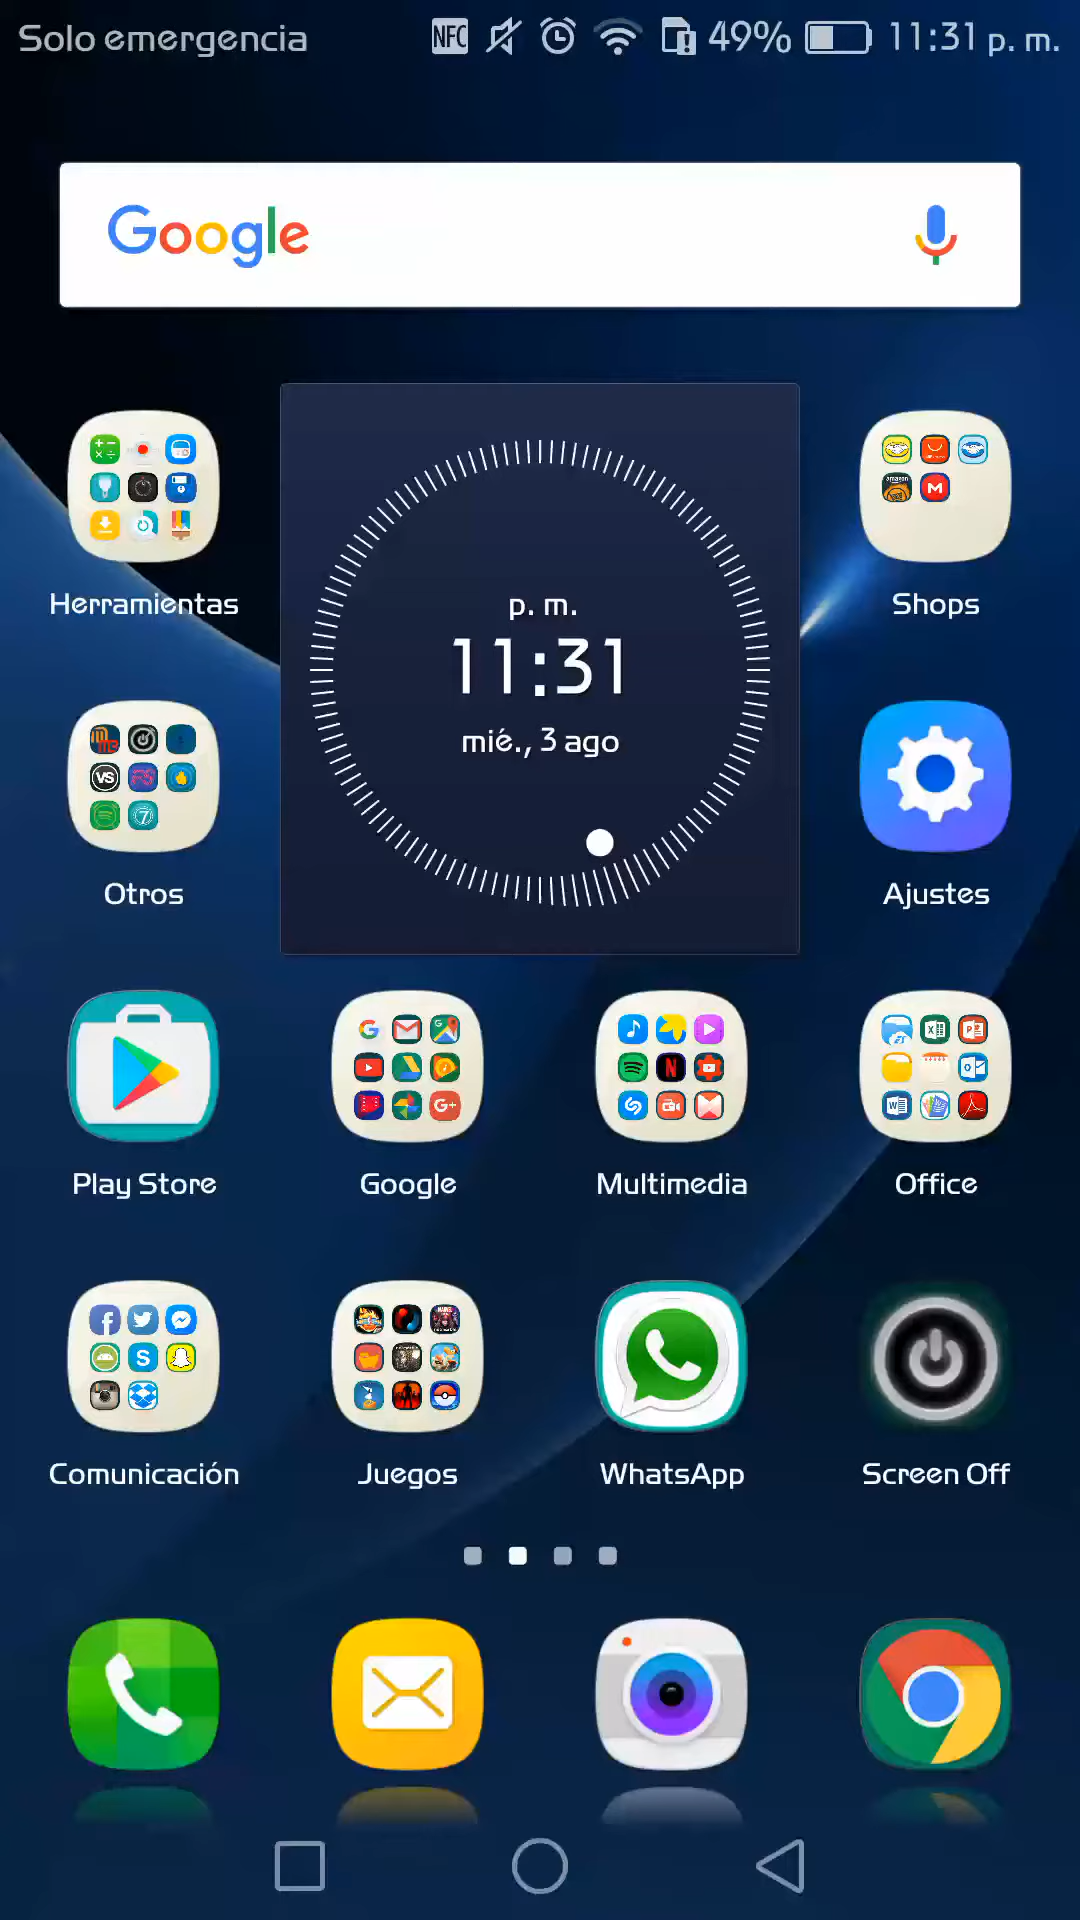 Solo emergencia NFC 49% 11:31 p. m.
Google
p. m.
11:31
mié., 3 ago
Herramientas
Shops
Otros
Ajustes
Play Store
Google
Multimedia
Office
Comunicación
Juegos
WhatsApp
Screen Off